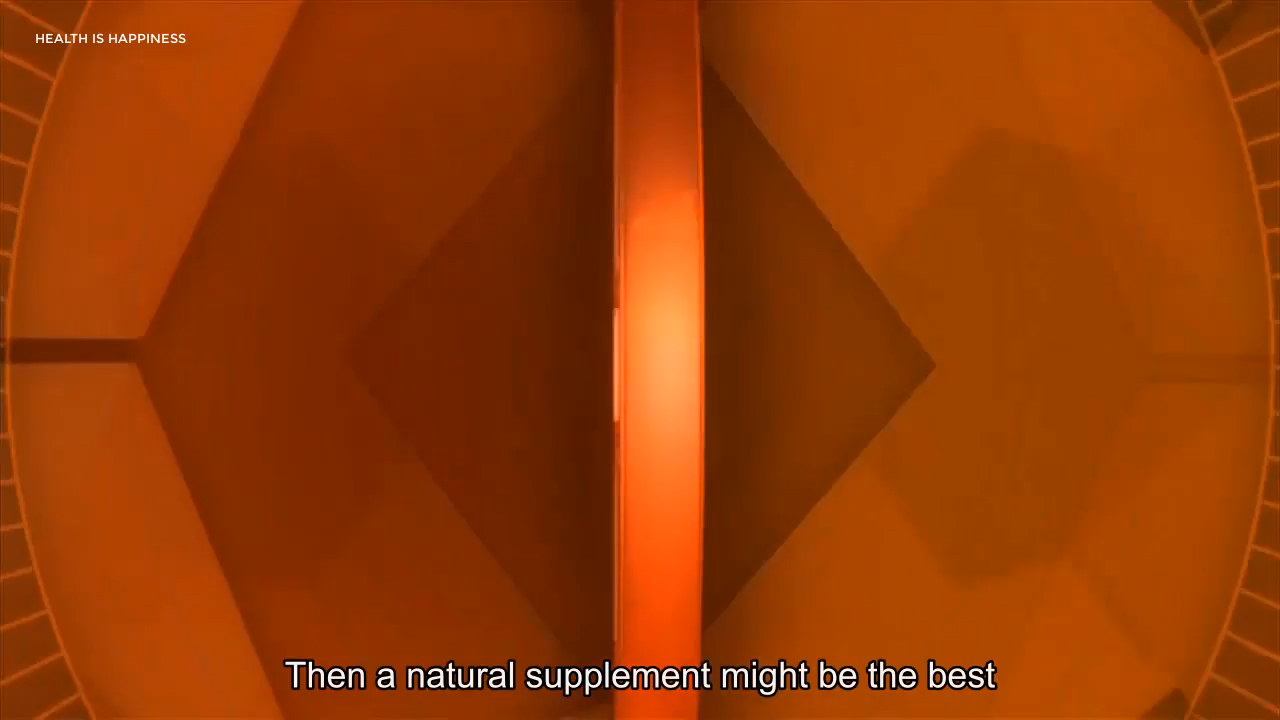 HEALTH IS HAPPINESS
Then a natural supplement might be the best